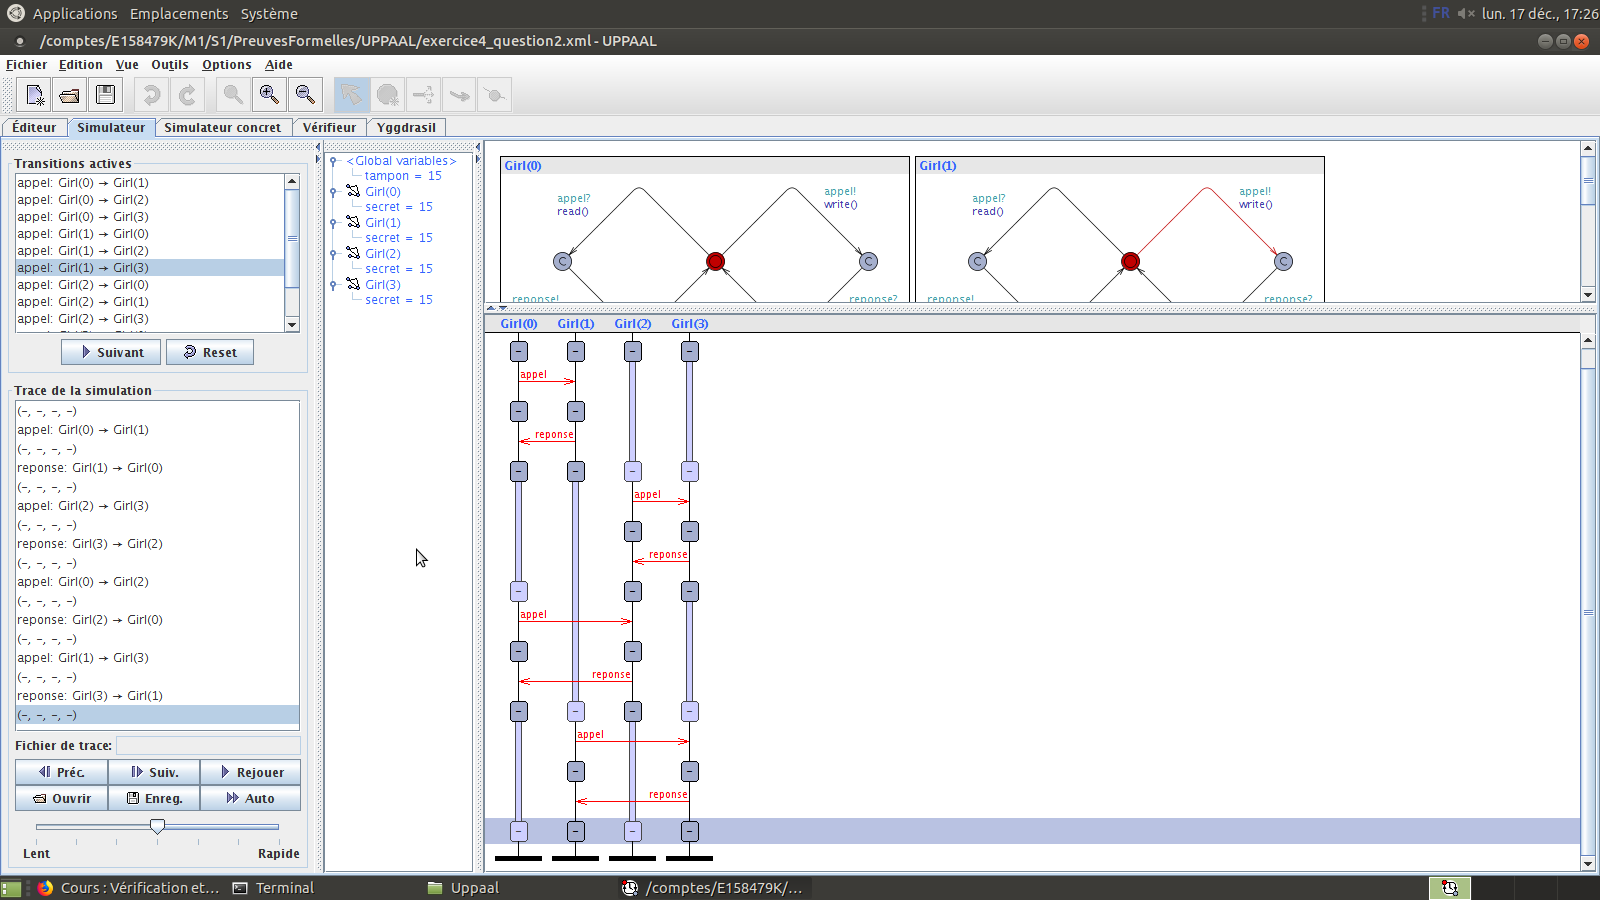 Applications Emplacements Système
FR lun. 17 déc., 17:26
/comptes/E158479K/M1/S1/PreuvesFormelles/UPPAAL/exercice4_question2.xml - UPPAAL
Fichier Edition Vue Outils Options Aide
Éditeur Simulateur Simulateur concret Vérifieur Yggdrasil
Transitions actives
appel: Girl(0) → Girl(1)
appel: Girl(0) → Girl(2)
appel: Girl(0) → Girl(3)
appel: Girl(1) → Girl(0)
appel: Girl(1) → Girl(2)
appel: Girl(1) → Girl(3)
appel: Girl(2) → Girl(0)
appel: Girl(2) → Girl(1)
appel: Girl(2) → Girl(3)
Suivant Reset
Trace de la simulation
(-, -, -, -)
appel: Girl(0) → Girl(1)
(-, -, -, -)
reponse: Girl(1) → Girl(0)
(-, -, -, -)
appel: Girl(2) → Girl(3)
(-, -, -, -)
reponse: Girl(3) → Girl(2)
(-, -, -, -)
appel: Girl(0) → Girl(2)
(-, -, -, -)
reponse: Girl(2) → Girl(0)
(-, -, -, -)
appel: Girl(1) → Girl(3)
(-, -, -, -)
reponse: Girl(3) → Girl(1)
(-, -, -, -)
Fichier de trace:
Préc. Suiv. Rejouer
Ouvrir Enreg. Auto
Lent Rapide
<Global variables>
tampon = 15
Girl(0)
secret = 15
Girl(1)
secret = 15
Girl(2)
secret = 15
Girl(3)
secret = 15
Girl(0)
appel?
read()
appel!
write()
C
C
reponse!
reponse?
Girl(1)
appel?
read()
appel!
write()
C
C
reponse!
reponse?
Girl(0) Girl(1) Girl(2) Girl(3)
appel
reponse
appel
reponse
appel
reponse
appel
reponse
Cours : Vérification et... Terminal Uppaal /comptes/E158479K/...